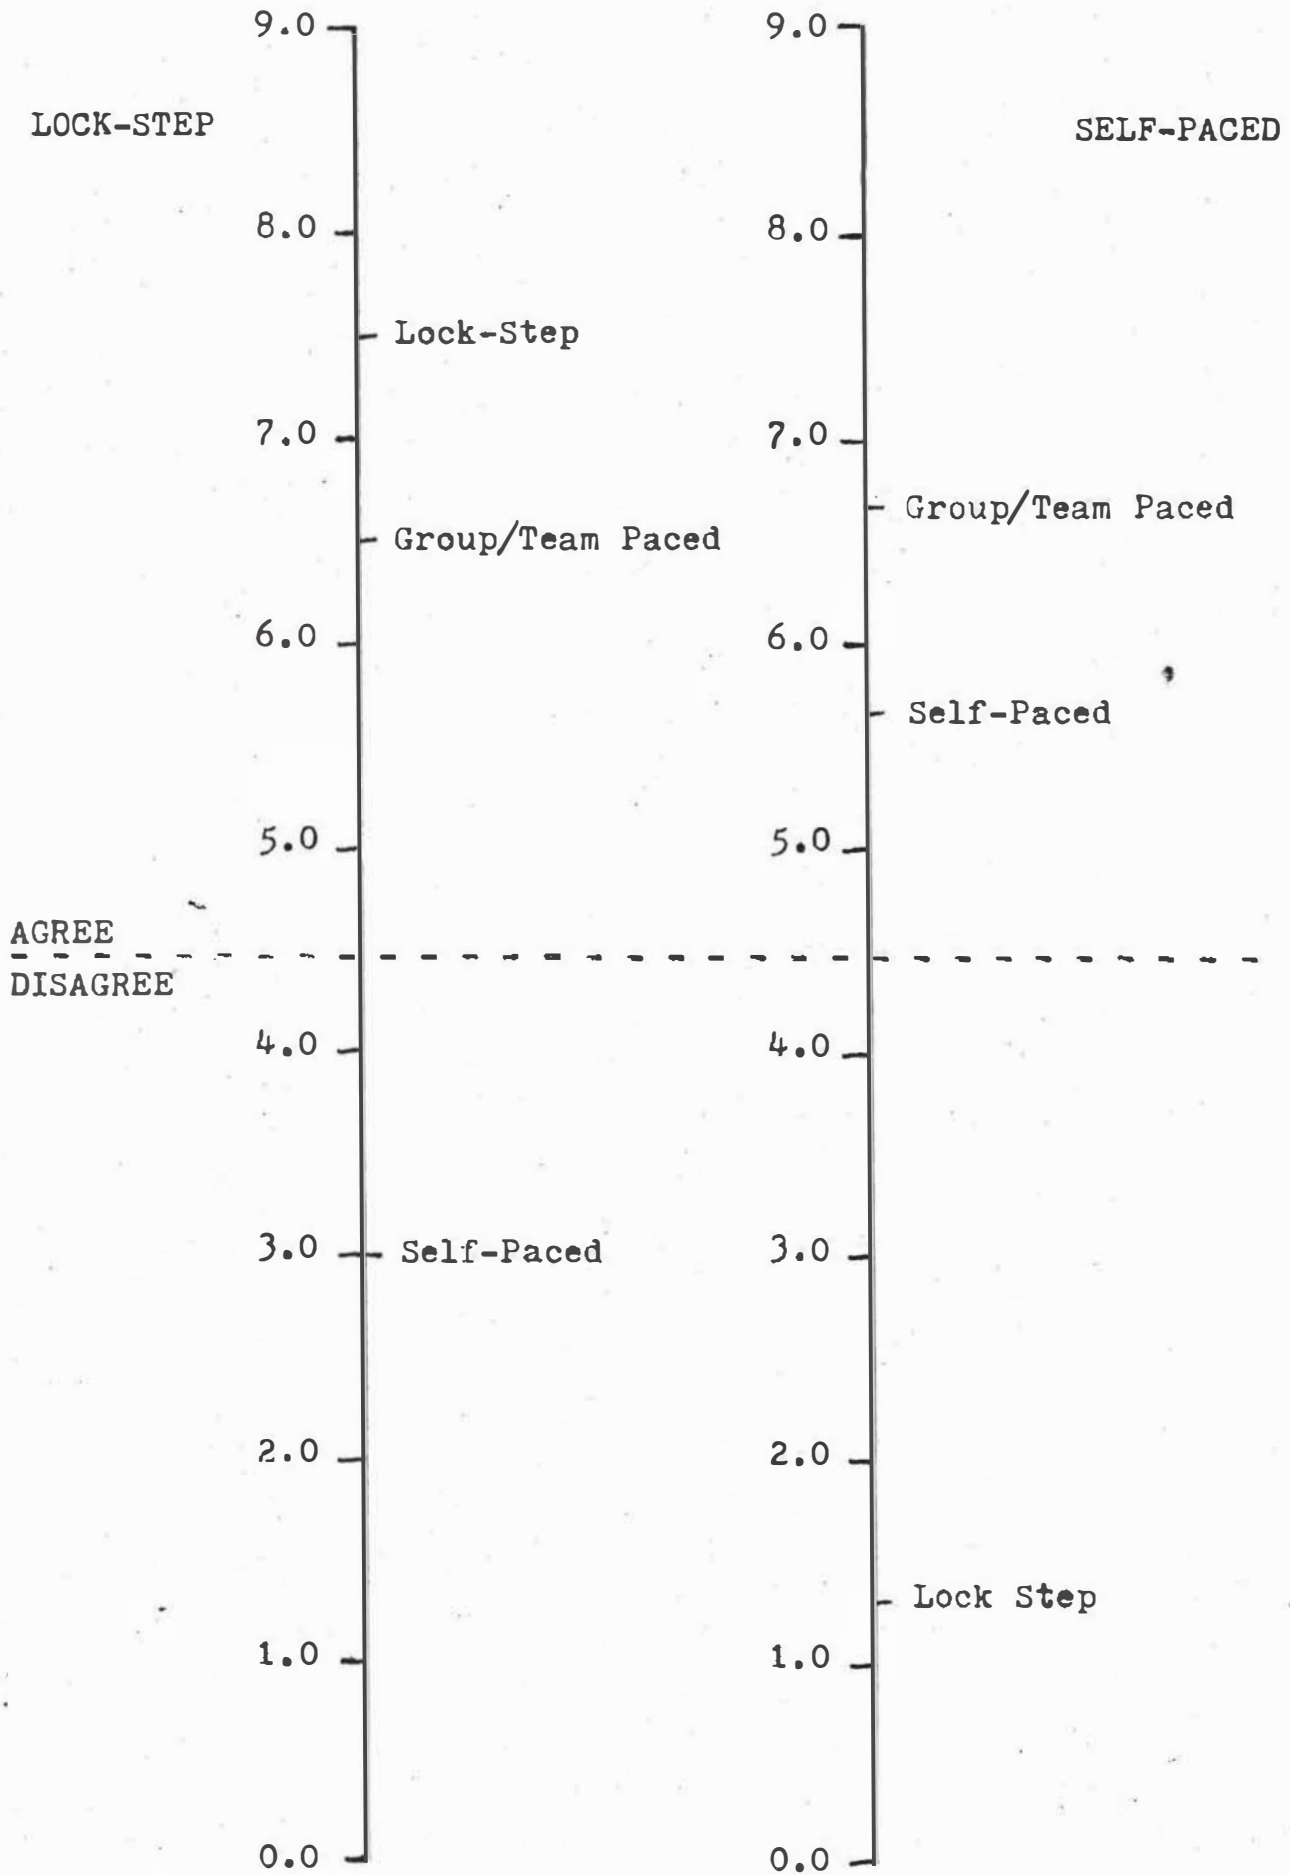 9.0 9.0
LOCK-STEP SELF-PACED
8.0 8.0
Lock-Step
7.0 7.0
Group/Team Paced
Group/Team Paced
6.0 6.0
Self-Paced
5.0 5.0
AGREE
DISAGREE
4.0 4.0
3.0 Self-Paced 3.0
2.0 2.0
Lock Step
1.0 1.0
0.0 0.0